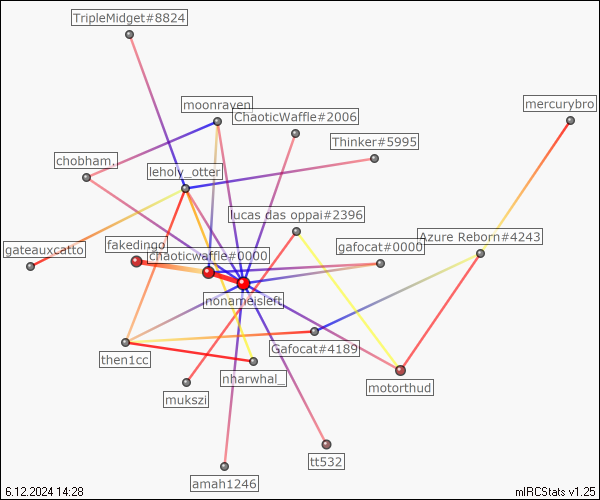 TripleMidget#8824
moonraven
ChaoticWaffle#2006
mercurybro
Thinker#5995
chobham.
leholy_otter
lucas das oppai#2396
Azure Reborn#4243
fakedingo
gafocat#0000
gateauxcatto
chaoticwaffle#0000
nonameisleft
Gafocat#4189
then1cc
nharwhal_
motorthud
mukszi
tt532
amah1246
6.12.2024 14:28
mIRCStats v1.25